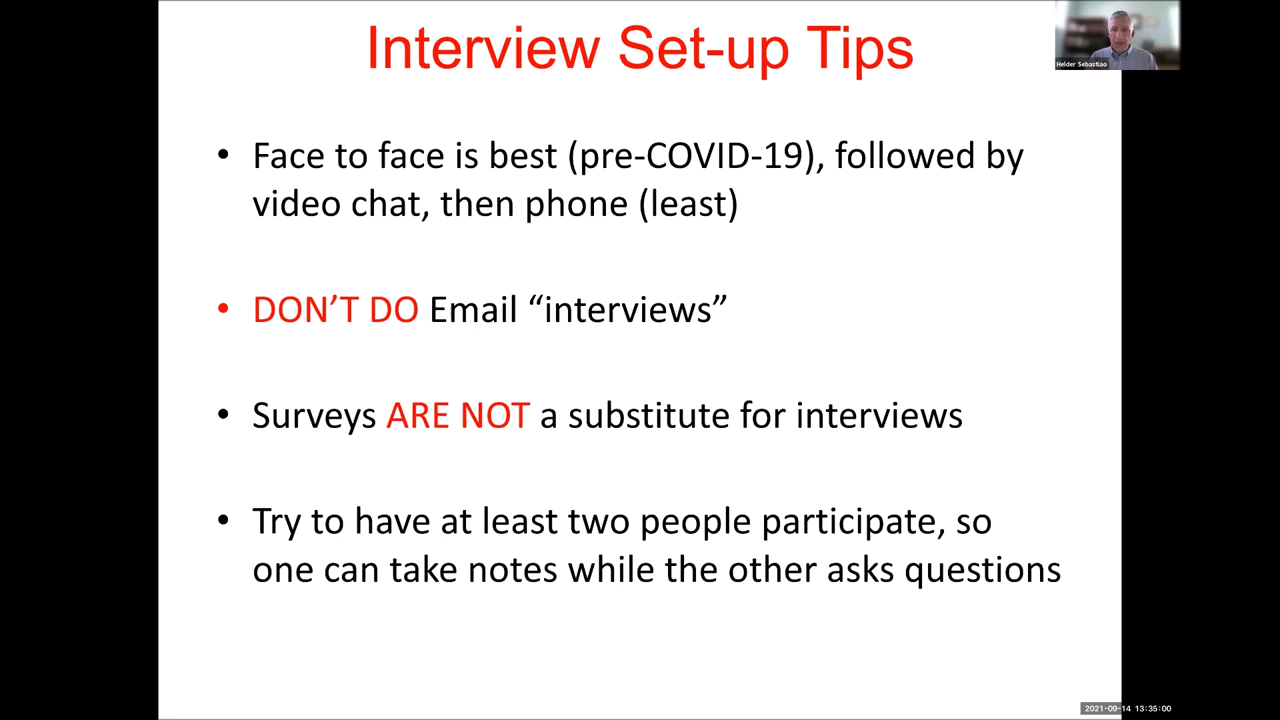 Interview Set-up Tips
Helder Sebastiao
• Face to face is best (pre-COVID-19), followed by
video chat, then phone (least)
• DON’T DO Email “interviews”
• Surveys ARE NOT a substitute for interviews
• Try to have at least two people participate, so
one can take notes while the other asks questions
2021-09-14 13:35:00